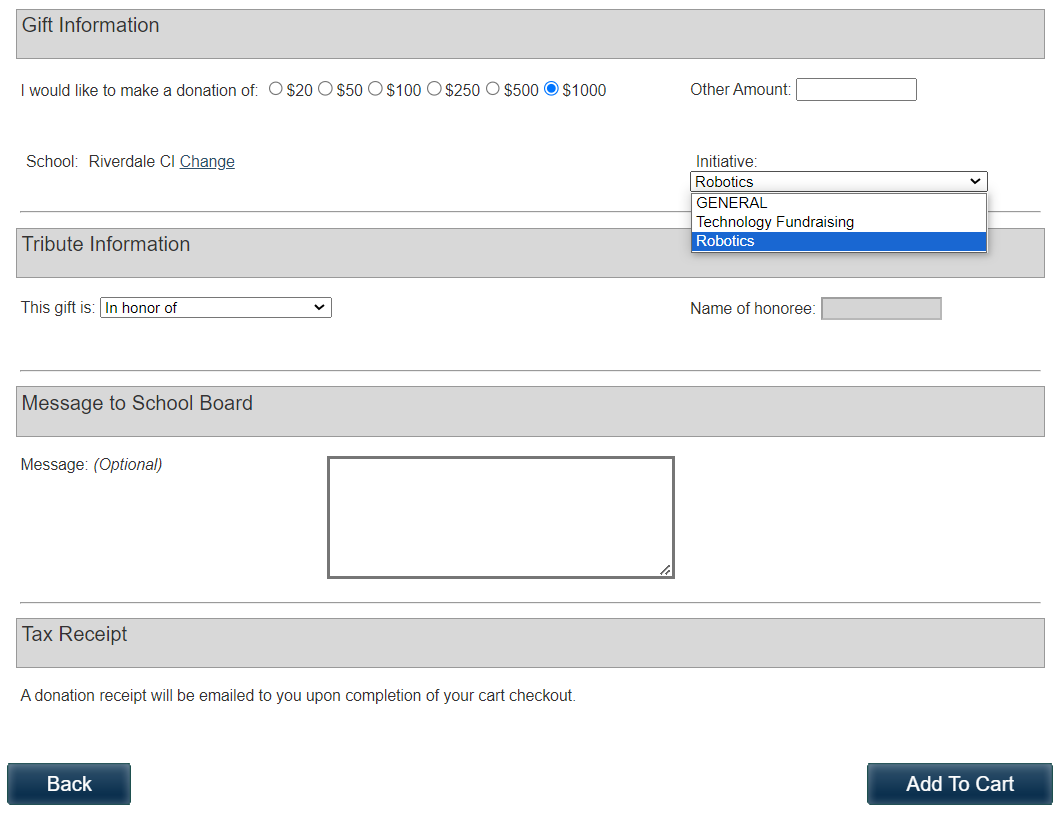 Gift Information
I would like to make a donation of: $20 $50 $100 $250 $500 $1000 Other Amount:
School: Riverdale CI Change Initiative:
Robotics
GENERAL
Technology Fundraising
Robotics
Tribute Information
This gift is: In honor of Name of honoree:
Message to School Board
Message: (Optional)
Tax Receipt
A donation receipt will be emailed to you upon completion of your cart checkout.
Back Add To Cart